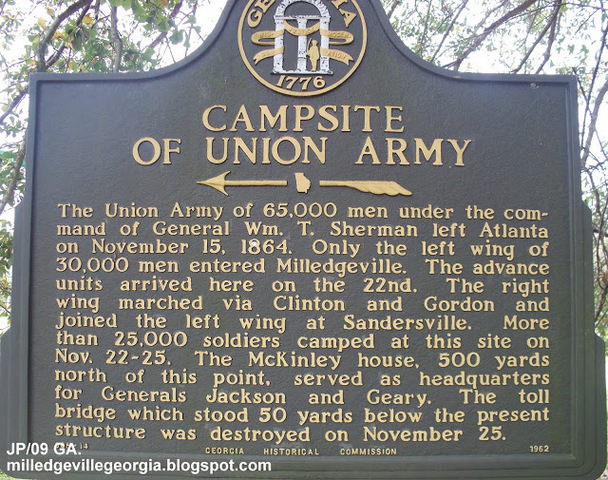 GEORGIA
1776
CAMPSITE
OF UNION ARMY
The Union Army of 65,000 men under the com-
mand of General Wm. T. Sherman left Atlanta
on November 15, 1864. Only the left wing of
30,000 men entered Milledgeville. The advance
units arrived here on the 22nd. The right
wing marched via Clinton and Gordon and
joined the left wing at Sandersville. More
than 25,000 soldiers camped at this site on
Nov. 22-25. The McKinley house, 500 yards
north of this point, served as headquarters
for Generals Jackson and Geary. The toll
bridge which stood 50 yards below the present
structure was destroyed on November 25.
14 GEORGIA HISTORICAL COMMISSION 1962
JP/09 GA.
milledgevillegeorgia.blogspot.com